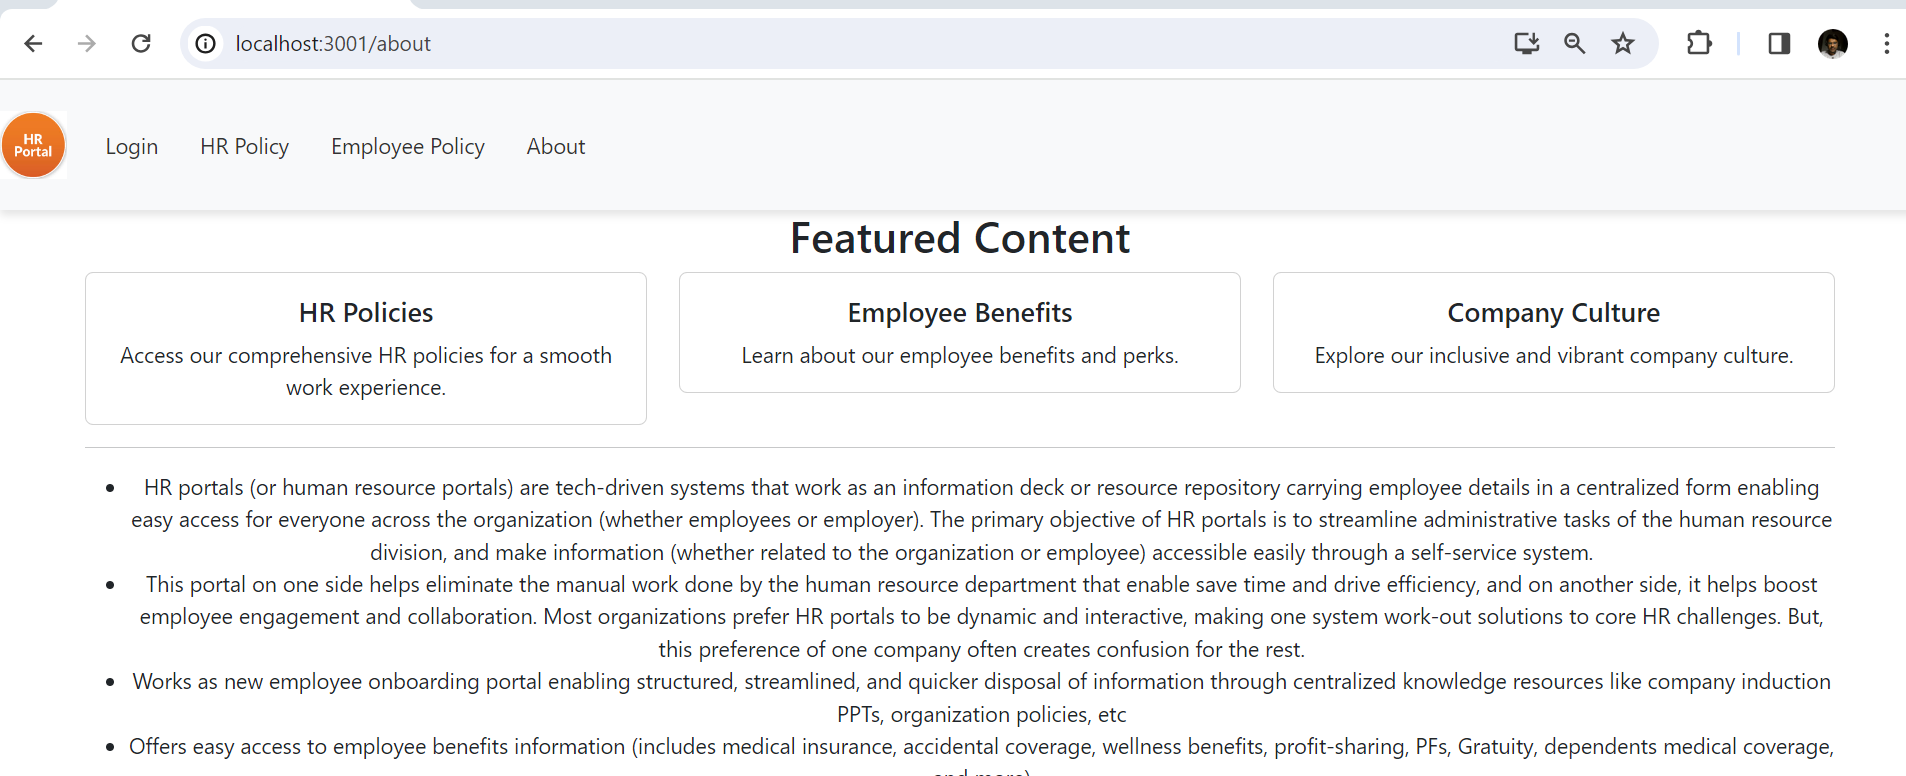 localhost:3001/about
HR
Portal
Login HR Policy Employee Policy About
Featured Content
HR Policies
Access our comprehensive HR policies for a smooth
work experience.
Employee Benefits
Learn about our employee benefits and perks.
Company Culture
Explore our inclusive and vibrant company culture.
• HR portals (or human resource portals) are tech-driven systems that work as an information deck or resource repository carrying employee details in a centralized form enabling
easy access for everyone across the organization (whether employees or employer). The primary objective of HR portals is to streamline administrative tasks of the human resource
division, and make information (whether related to the organization or employee) accessible easily through a self-service system.
• This portal on one side helps eliminate the manual work done by the human resource department that enable save time and drive efficiency, and on another side, it helps boost
employee engagement and collaboration. Most organizations prefer HR portals to be dynamic and interactive, making one system work-out solutions to core HR challenges. But,
this preference of one company often creates confusion for the rest.
• Works as new employee onboarding portal enabling structured, streamlined, and quicker disposal of information through centralized knowledge resources like company induction
PPTs, organization policies, etc
• Offers easy access to employee benefits information (includes medical insurance, accidental coverage, wellness benefits, profit-sharing, PFs, Gratuity, dependents medical coverage,
and more)